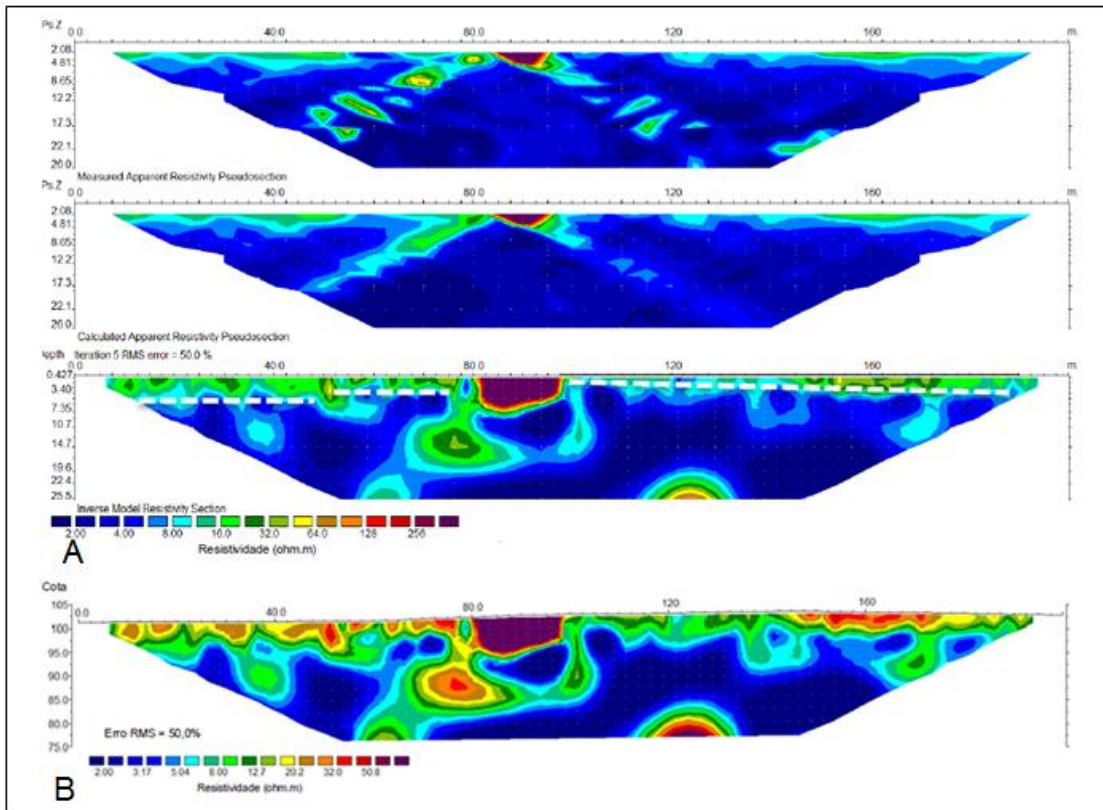 Ps.Z 0.0 40.0 80.0 120 160 m.
2.08
4.81
8.65
12.2
17.3
22.1
26.0
Measured Apparent Resistivity Pseudosection
Ps.Z 0.0 40.0 80.0 120 160 m.
2.08
4.81
8.65
12.2
17.3
22.1
26.0
Calculated Apparent Resistivity Pseudosection
Iteration 5 RMS error = 50.0 %
0.0 40.0 80.0 120 160 m.
0.427
3.40
7.35
10.7
14.7
19.6
22.4
25.5
Inverse Model Resistivity Section
2.00 4.00 8.00 16.0 32.0 64.0 128 256
Resistividade (ohm.m)
A
Cota
105 0.0 40.0 80.0 120 160
100
95.0
90.0
85.0
80.0
75.0
Erro RMS = 50,0%
2.00 3.17 5.04 8.00 12.7 20.2 32.0 50.8
Resistividade (ohm.m)
B